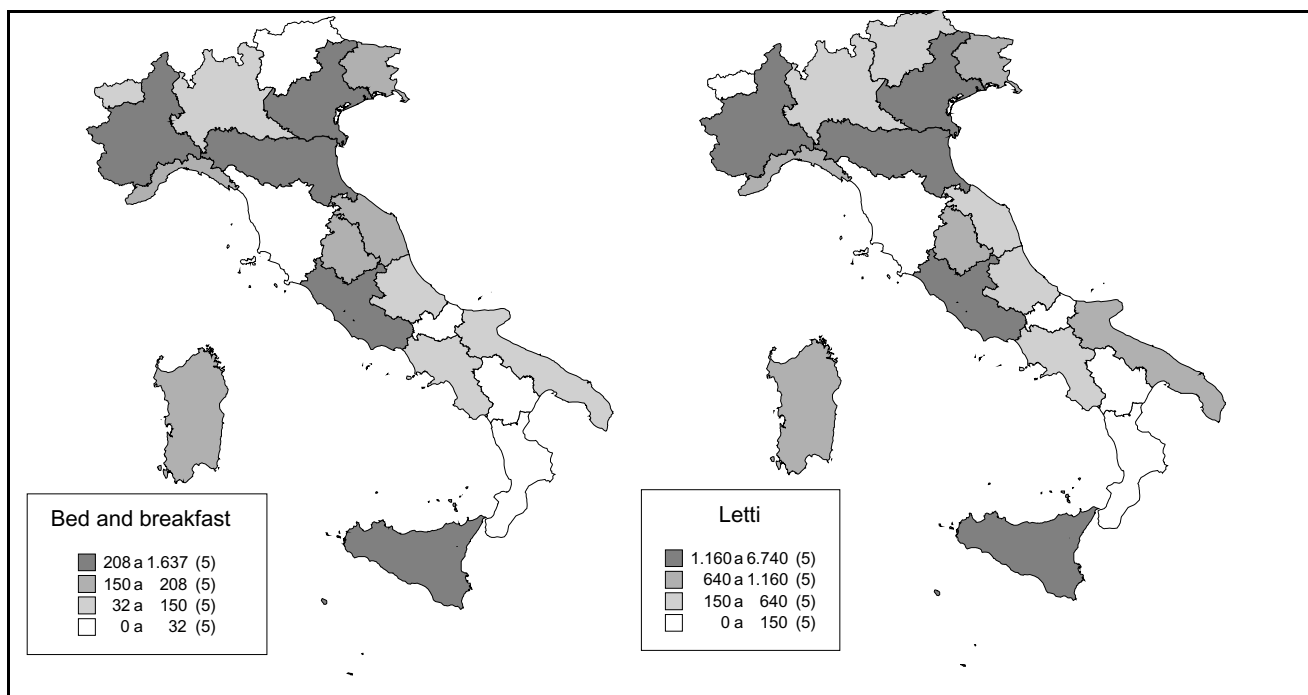 Bed and breakfast
208 a 1.637 (5)
150 a 208 (5)
32 a 150 (5)
0 a 32 (5)
Letti
1.160 a 6.740 (5)
640 a 1.160 (5)
150 a 640 (5)
0 a 150 (5)